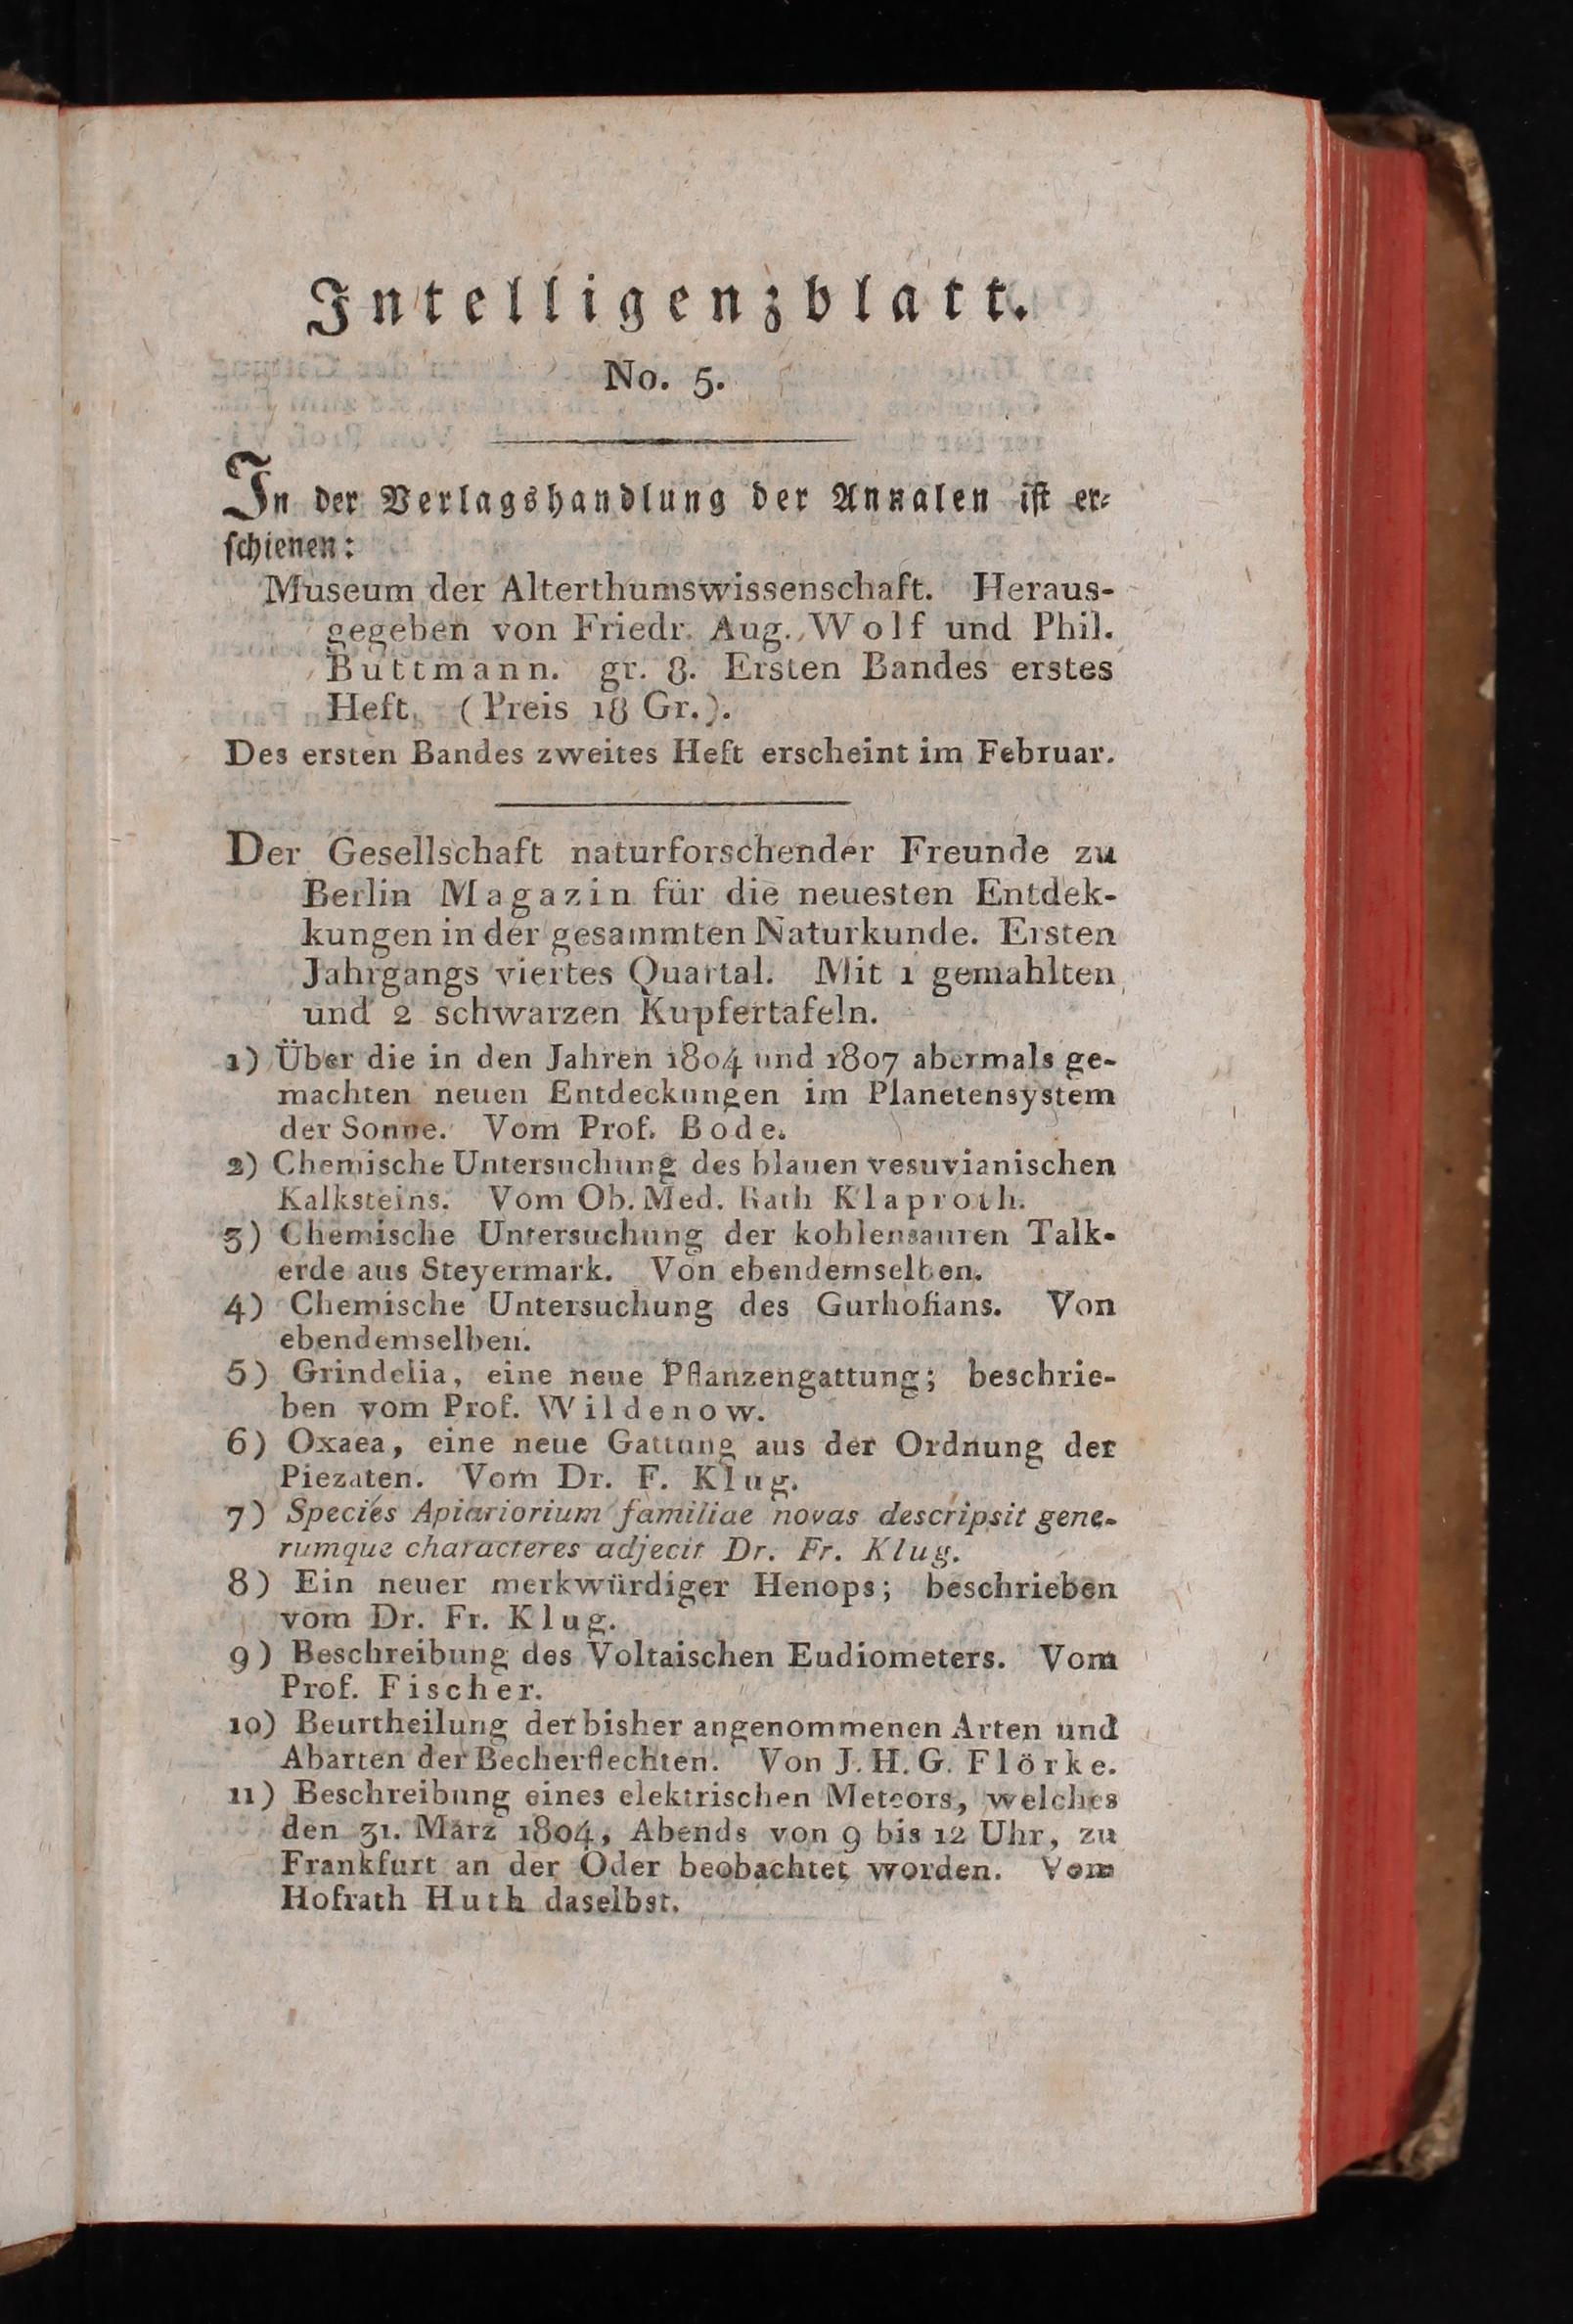 Intelligenzblatt.
No. 5.
In der Verlagshandlung der Annalen ist er-
schienen:
Museum der Alterthumswissenschaft. Heraus-
gegeben von Friedr. Aug. Wolf und Phil.
Buttmann. gr. 8. Ersten Bandes erstes
Heft. (Preis 18 Gr.).
Des ersten Bandes zweites Heft erscheint im Februar.
Der Gesellschaft naturforschender Freunde zu
Berlin Magazin für die neuesten Entdek-
kungen in der gesammten Naturkunde. Ersten
Jahrgangs viertes Quartal. Mit 1 gemahlten
und 2 schwarzen Kupfertafeln.
1) Über die in den Jahren 1804 und 1807 abermals ge-
machten neuen Entdeckungen im Planetensystem
der Sonne. Vom Prof. Bode.
2) Chemische Untersuchung des blauen vesuvianischen
Kalksteins. Vom Ob. Med. Rath Klaproth.
3) Chemische Untersuchung der kohlensauren Talk-
erde aus Steyermark. Von ebendemselben.
4) Chemische Untersuchung des Gurhofians. Von
ebendemselben.
5) Grindelia, eine neue Pflanzengattung; beschrie-
ben vom Prof. Wildenow.
6) Oxaea, eine neue Gattung aus der Ordnung der
Piezaten. Vom Dr. F. Klug.
7) Species Apiariorium familiae novas descripsit gene-
rumque characteres adjecit Dr. Fr. Klug.
8) Ein neuer merkwürdiger Henops; beschrieben
vom Dr. Fr. Klug.
9) Beschreibung des Voltaischen Eudiometers. Vom
Prof. Fischer.
10) Beurtheilung der bisher angenommenen Arten und
Abarten der Becherflechten. Von J. H. G. Flörke.
11) Beschreibung eines elektrischen Meteors, welches
den 31. März 1804, Abends von 9 bis 12 Uhr, zu
Frankfurt an der Oder beobachtet worden. Vom
Hofrath Huth daselbst.